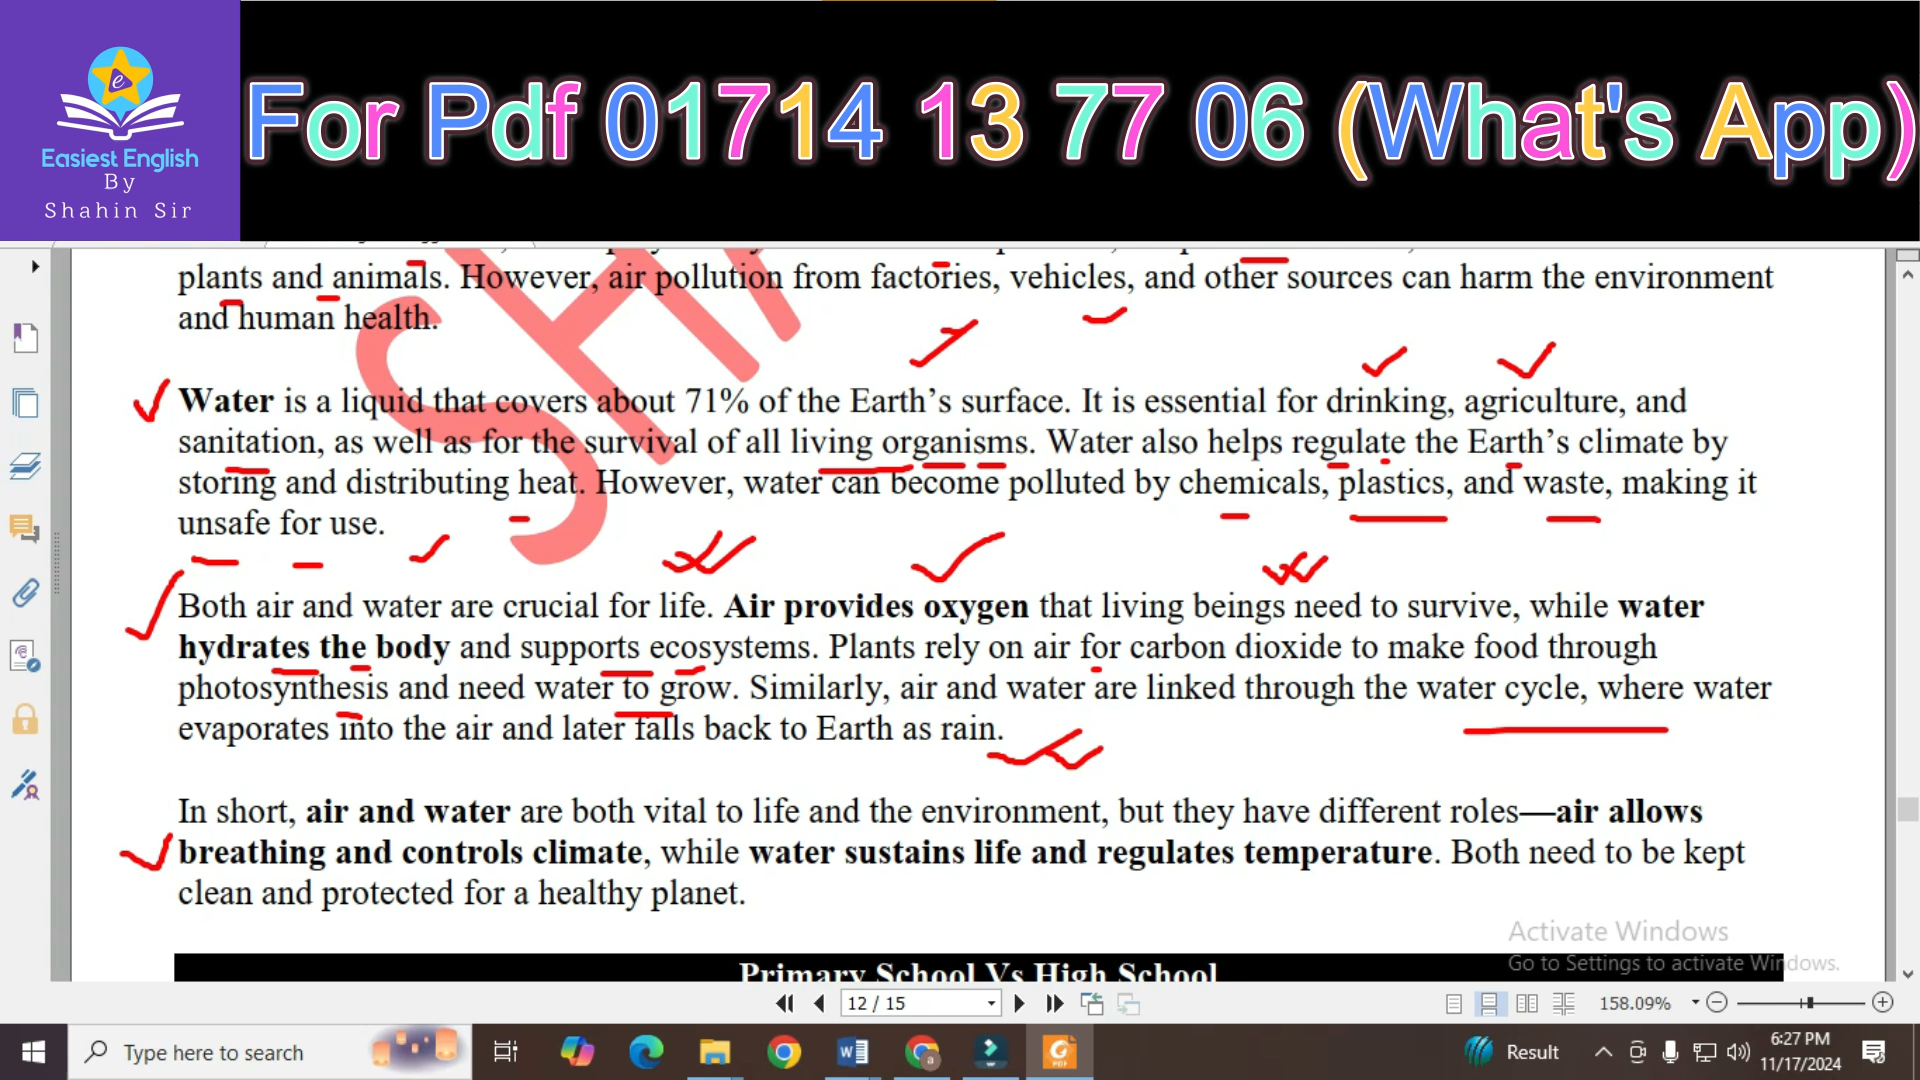 For Pdf 01714 13 77 06 (What's App)
e
Easiest English
By
Shahin Sir
plants and animals. However, air pollution from factories, vehicles, and other sources can harm the environment
and human health.
SHA
Water is a liquid that covers about 71% of the Earth’s surface. It is essential for drinking, agriculture, and
sanitation, as well as for the survival of all living organisms. Water also helps regulate the Earth’s climate by
storing and distributing heat. However, water can become polluted by chemicals, plastics, and waste, making it
unsafe for use.
Both air and water are crucial for life. Air provides oxygen that living beings need to survive, while water
hydrates the body and supports ecosystems. Plants rely on air for carbon dioxide to make food through
photosynthesis and need water to grow. Similarly, air and water are linked through the water cycle, where water
evaporates into the air and later falls back to Earth as rain.
In short, air and water are both vital to life and the environment, but they have different roles—air allows
breathing and controls climate, while water sustains life and regulates temperature. Both need to be kept
clean and protected for a healthy planet.
Activate Windows
Go to Settings to activate Windows.
Primary School Vs High School
12 / 15
158.09%
Type here to search
Result
6:27 PM
11/17/2024